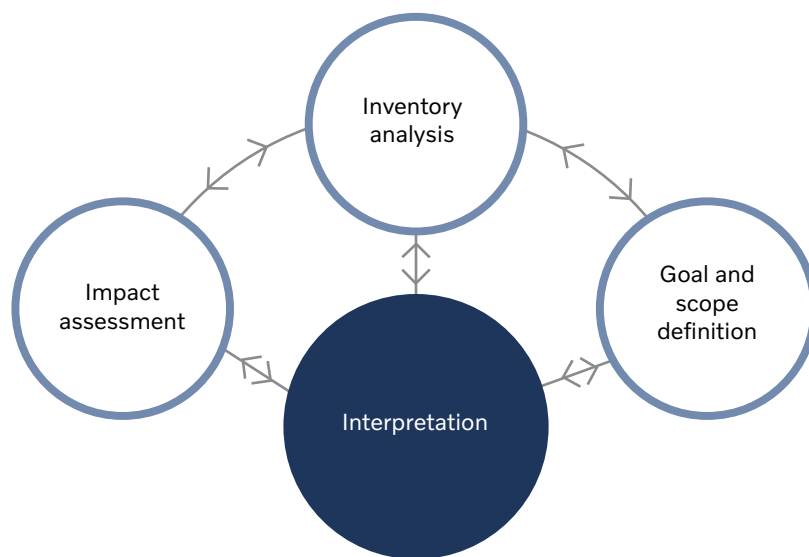 Inventory
analysis
Impact
assessment
Goal and
scope
definition
Interpretation